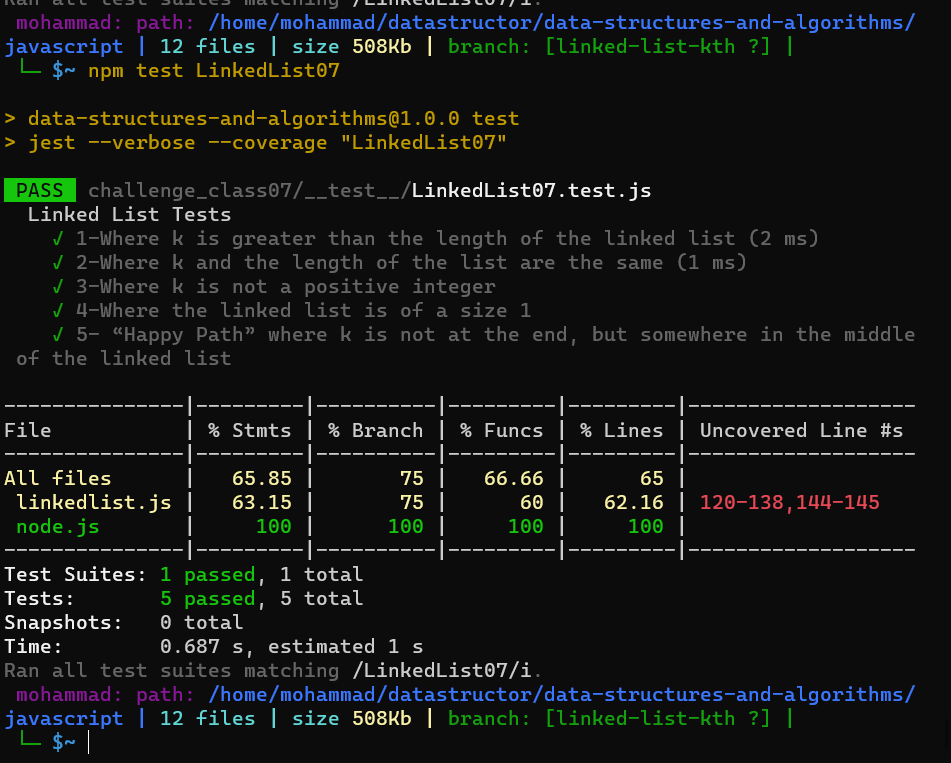 Ran all test suites matching /LinkedList07/i.
mohammad: path: /home/mohammad/datastructor/data-structures-and-algorithms/
javascript | 12 files | size 508Kb | branch: [linked-list-kth ?] |
└─ $~ npm test LinkedList07
> data-structures-and-algorithms@1.0.0 test
> jest --verbose --coverage "LinkedList07"
PASS challenge_class07/__test__/LinkedList07.test.js
Linked List Tests
√ 1-Where k is greater than the length of the linked list (2 ms)
√ 2-Where k and the length of the list are the same (1 ms)
√ 3-Where k is not a positive integer
√ 4-Where the linked list is of a size 1
√ 5- “Happy Path” where k is not at the end, but somewhere in the middle
of the linked list
---------------|---------|----------|---------|---------|-------------------
File | % Stmts | % Branch | % Funcs | % Lines | Uncovered Line #s
---------------|---------|----------|---------|---------|-------------------
All files | 65.85 | 75 | 66.66 | 65 |
linkedlist.js | 63.15 | 75 | 60 | 62.16 | 120-138,144-145
node.js | 100 | 100 | 100 | 100 |
---------------|---------|----------|---------|---------|-------------------
Test Suites: 1 passed, 1 total
Tests: 5 passed, 5 total
Snapshots: 0 total
Time: 0.687 s, estimated 1 s
Ran all test suites matching /LinkedList07/i.
mohammad: path: /home/mohammad/datastructor/data-structures-and-algorithms/
javascript | 12 files | size 508Kb | branch: [linked-list-kth ?] |
└─ $~